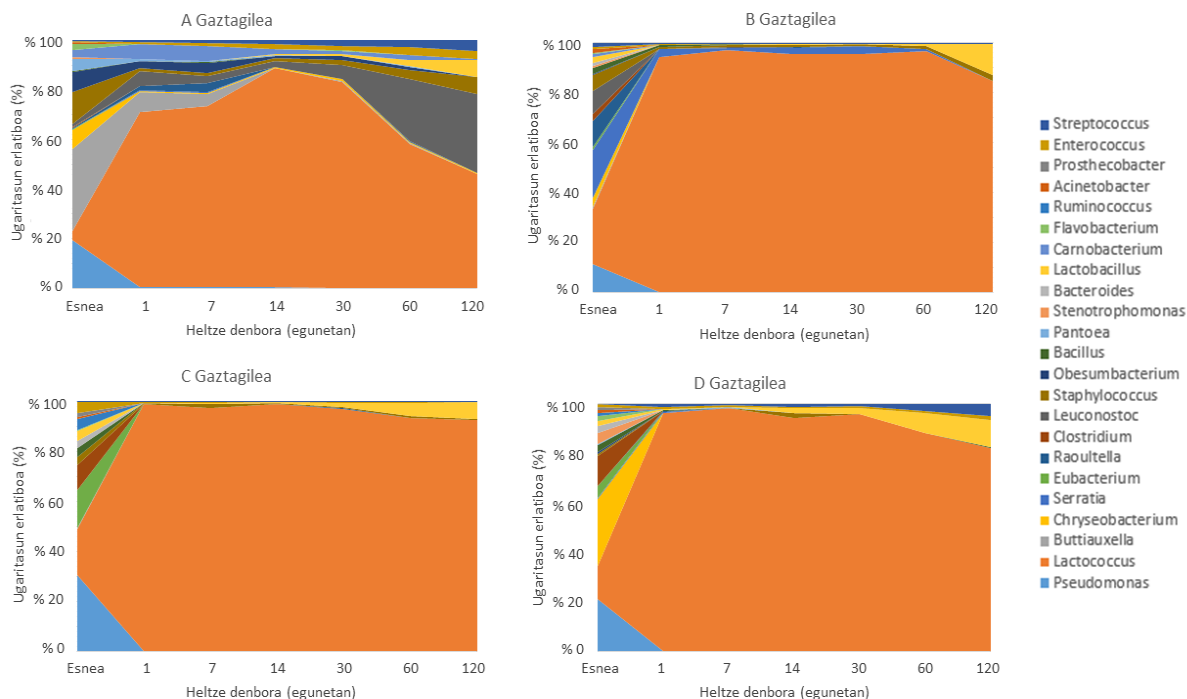 A Gaztagilea
Ugaritasun erlatiboa (%)
% 100
% 80
% 60
% 40
% 20
% 0
Esnea 1 7 14 30 60 120
Heltze denbora (egunetan)
B Gaztagilea
Ugaritasun erlatiboa (%)
% 100
% 80
% 60
% 40
% 20
% 0
Esnea 1 7 14 30 60 120
Heltze denbora (egunetan)
C Gaztagilea
Ugaritasun erlatiboa (%)
% 100
% 80
% 60
% 40
% 20
% 0
Esnea 1 7 14 30 60 120
Heltze denbora (egunetan)
D Gaztagilea
Ugaritasun erlatiboa (%)
% 100
% 80
% 60
% 40
% 20
% 0
Esnea 1 7 14 30 60 120
Heltze denbora (egunetan)
Streptococcus
Enterococcus
Prosthecobacter
Acinetobacter
Ruminococcus
Flavobacterium
Carnobacterium
Lactobacillus
Bacteroides
Stenotrophomonas
Pantoea
Bacillus
Obesumbacterium
Staphylococcus
Leuconostoc
Clostridium
Raoultella
Eubacterium
Serratia
Chryseobacterium
Buttiauxella
Lactococcus
Pseudomonas